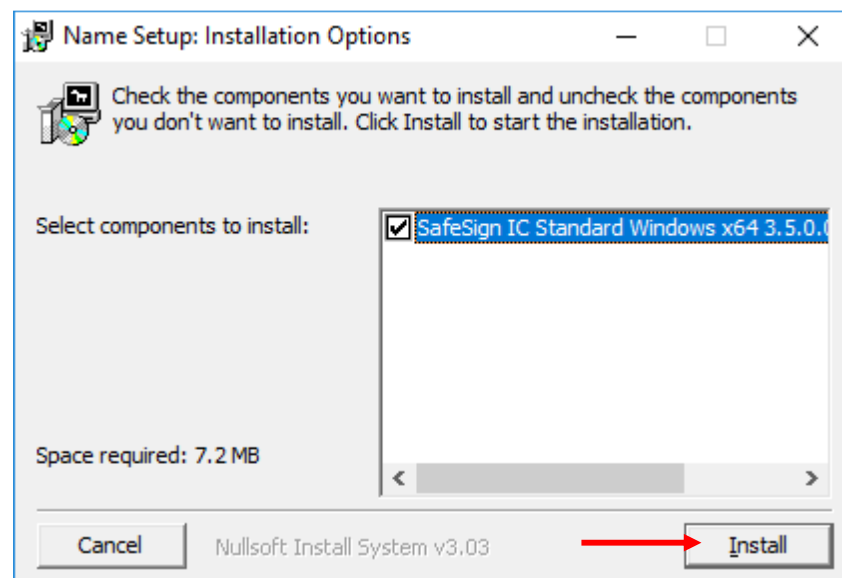 Name Setup: Installation Options
Check the components you want to install and uncheck the components
you don't want to install. Click Install to start the installation.
Select components to install:
SafeSign IC Standard Windows x64 3.5.0.
Space required: 7.2 MB
Cancel
Nullsoft Install System v3.03
Install